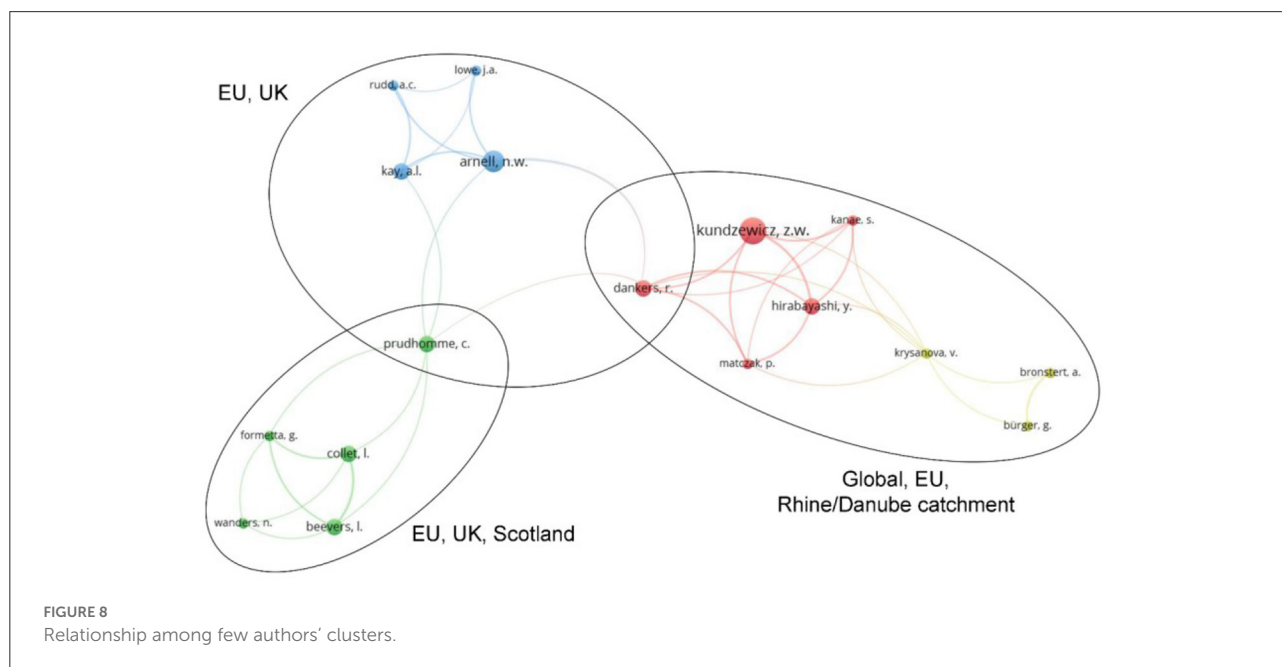 EU, UK
lowe, j.a.
rudd, a.c.
kay, a.l.
arnell, n.w.
kundzewicz, z.w.
kanae, s.
dankers, r.
hirabayashi, y.
prudhomme, c.
matczak, p.
krysanova, v.
bronstert, a.
bürger, g.
formetta, g.
collet, l.
wanders, n.
beevers, l.
Global, EU,
Rhine/Danube catchment
EU, UK, Scotland
FIGURE 8
Relationship among few authors' clusters.